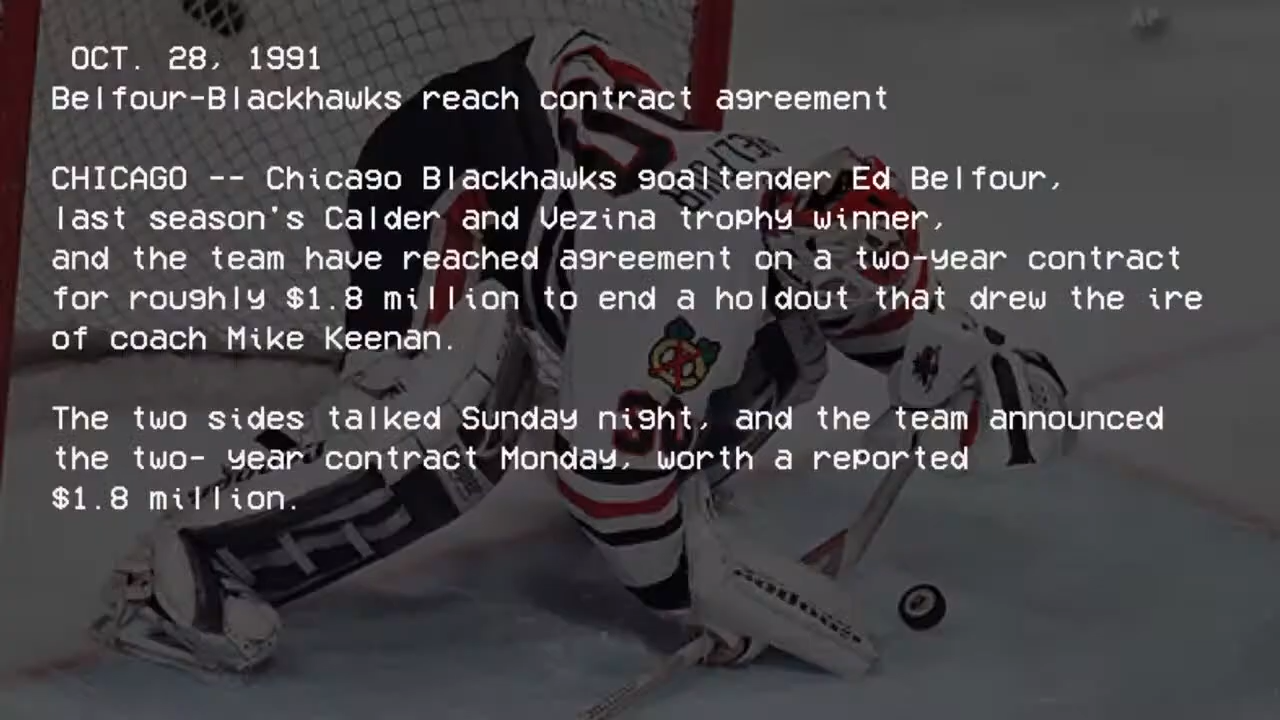 OCT. 28, 1991
Belfour-Blackhawks reach contract agreement
CHICAGO -- Chicago Blackhawks goaltender Ed Belfour,
last season's Calder and Vezina trophy winner,
and the team have reached agreement on a two-year contract
for roughly $1.8 million to end a holdout that drew the ire
of coach Mike Keenan.
The two sides talked Sunday night, and the team announced
the two- year contract Monday, worth a reported
$1.8 million.
BELFOUR